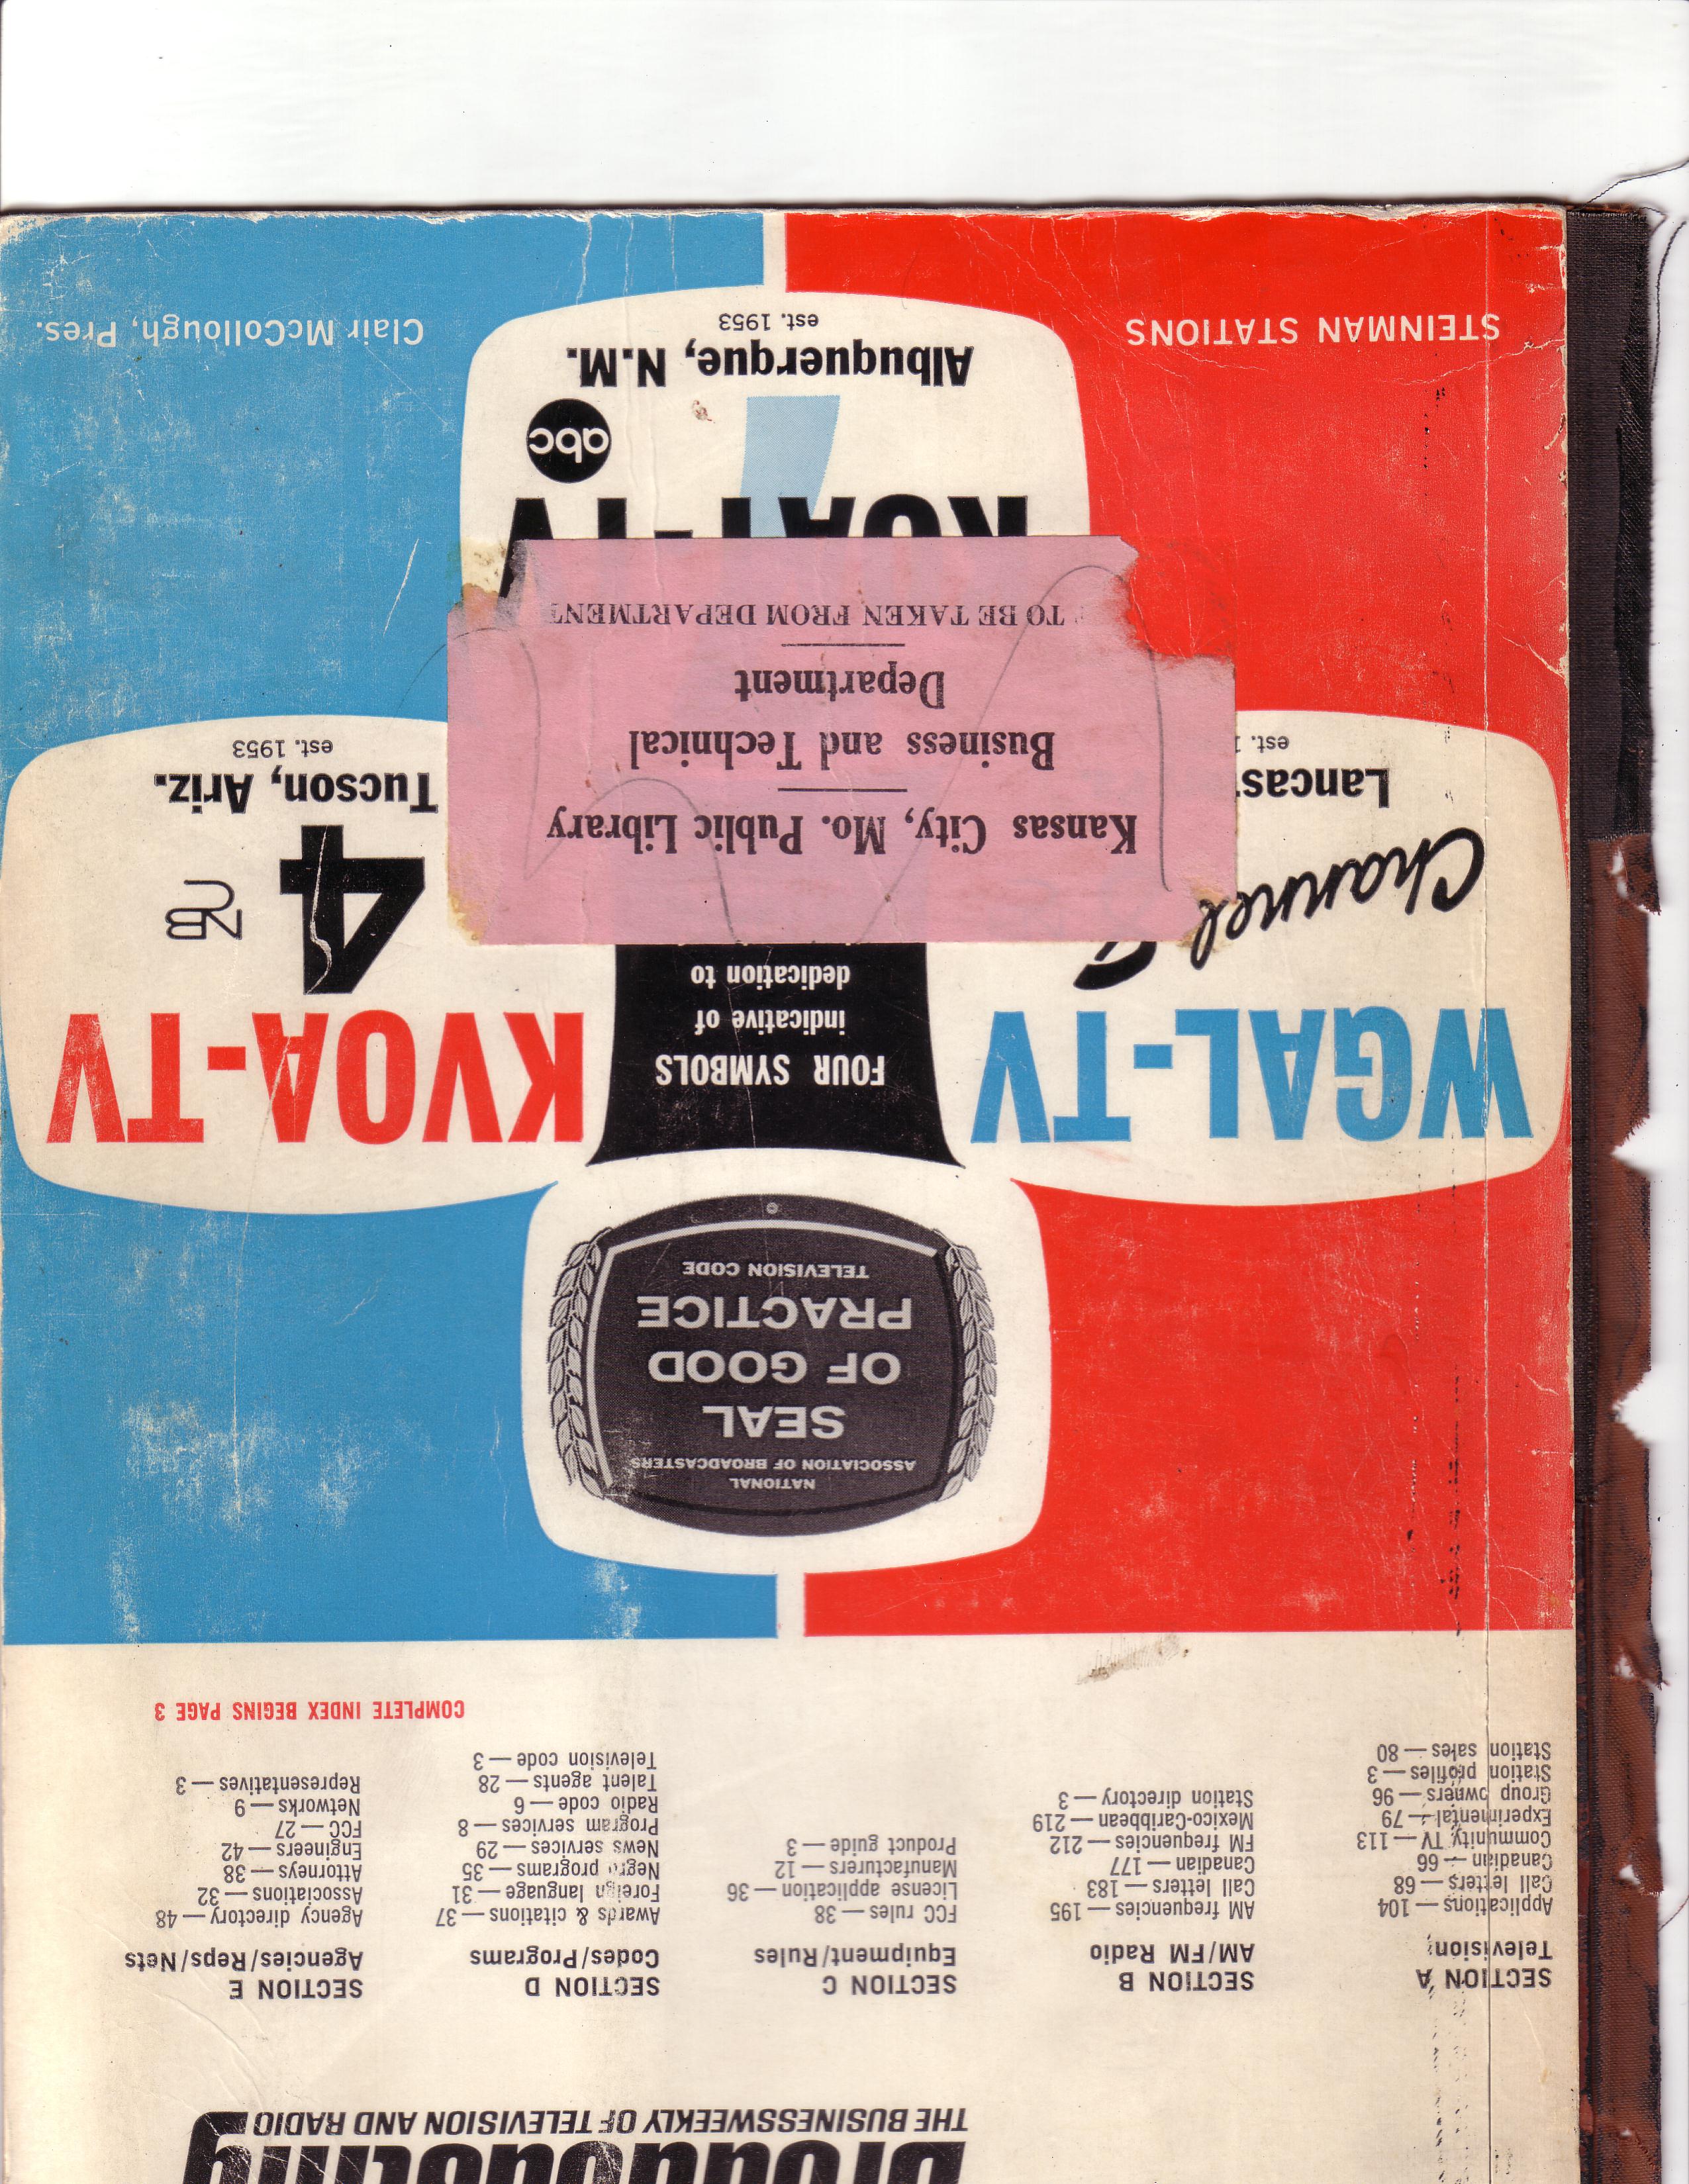 broadcasting
THE BUSINESSWEEKLY OF TELEVISION AND RADIO
SECTION A
Television
Applications — 104
Call letters — 68
Canadian — 66
Community TV — 113
Experimental — 79
Group owners — 96
Station profiles — 3
Station sales — 80
SECTION B
AM/FM Radio
AM frequencies — 195
Call letters — 183
Canadian — 177
FM frequencies — 212
Mexico-Caribbean — 219
Station directory — 3
SECTION C
Equipment/Rules
FCC rules — 38
License application — 36
Manufacturers — 12
Product guide — 3
SECTION D
Codes/Programs
Awards & citations — 37
Foreign language — 31
Negro programs — 35
News services — 29
Program services — 8
Radio code — 6
Talent agents — 28
Television code — 3
SECTION E
Agencies/Reps/Nets
Agency directory — 48
Associations — 32
Attorneys — 38
Engineers — 42
FCC — 27
Networks — 9
Representatives — 3
COMPLETE INDEX BEGINS PAGE 3
NATIONAL
ASSOCIATION OF BROADCASTERS
SEAL
OF GOOD
PRACTICE
TELEVISION CODE
©
WGAL-TV
Channel
Lancas
est.
FOUR SYMBOLS
indicative of
dedication to
KVOA-TV
4 NBC
Tucson, Ariz.
est. 1953
Kansas City, Mo. Public Library
Business and Technical
Department
TO BE TAKEN FROM DEPARTMENT
KOAT-TV
abc
Albuquerque, N.M.
est. 1953
STEINMAN STATIONS
Clair McCollough, Pres.